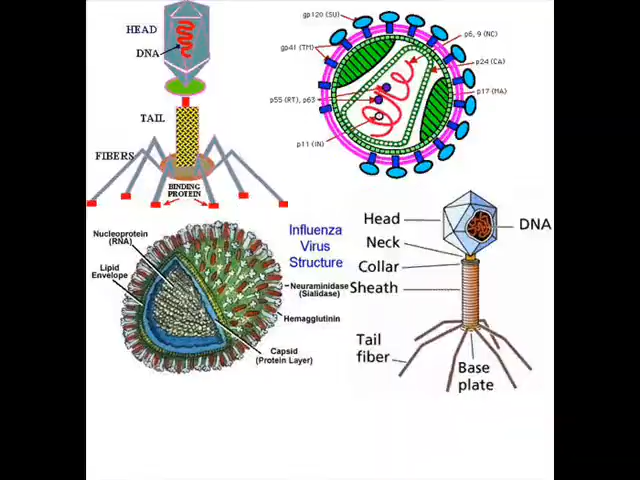 HEAD
DNA
TAIL
FIBERS
BINDING
PROTEIN
gp120 (SU)
gp41 (TM)
p6, 9 (NC)
p24 (CA)
p17 (MA)
p55 (RT), p63
p11 (IN)
Nucleoprotein
(RNA)
Lipid
Envelope
Influenza
Virus
Structure
Neuraminidase
(Sialidase)
Hemagglutinin
Capsid
(Protein Layer)
Head
DNA
Neck
Collar
Sheath
Tail
fiber
Base
plate